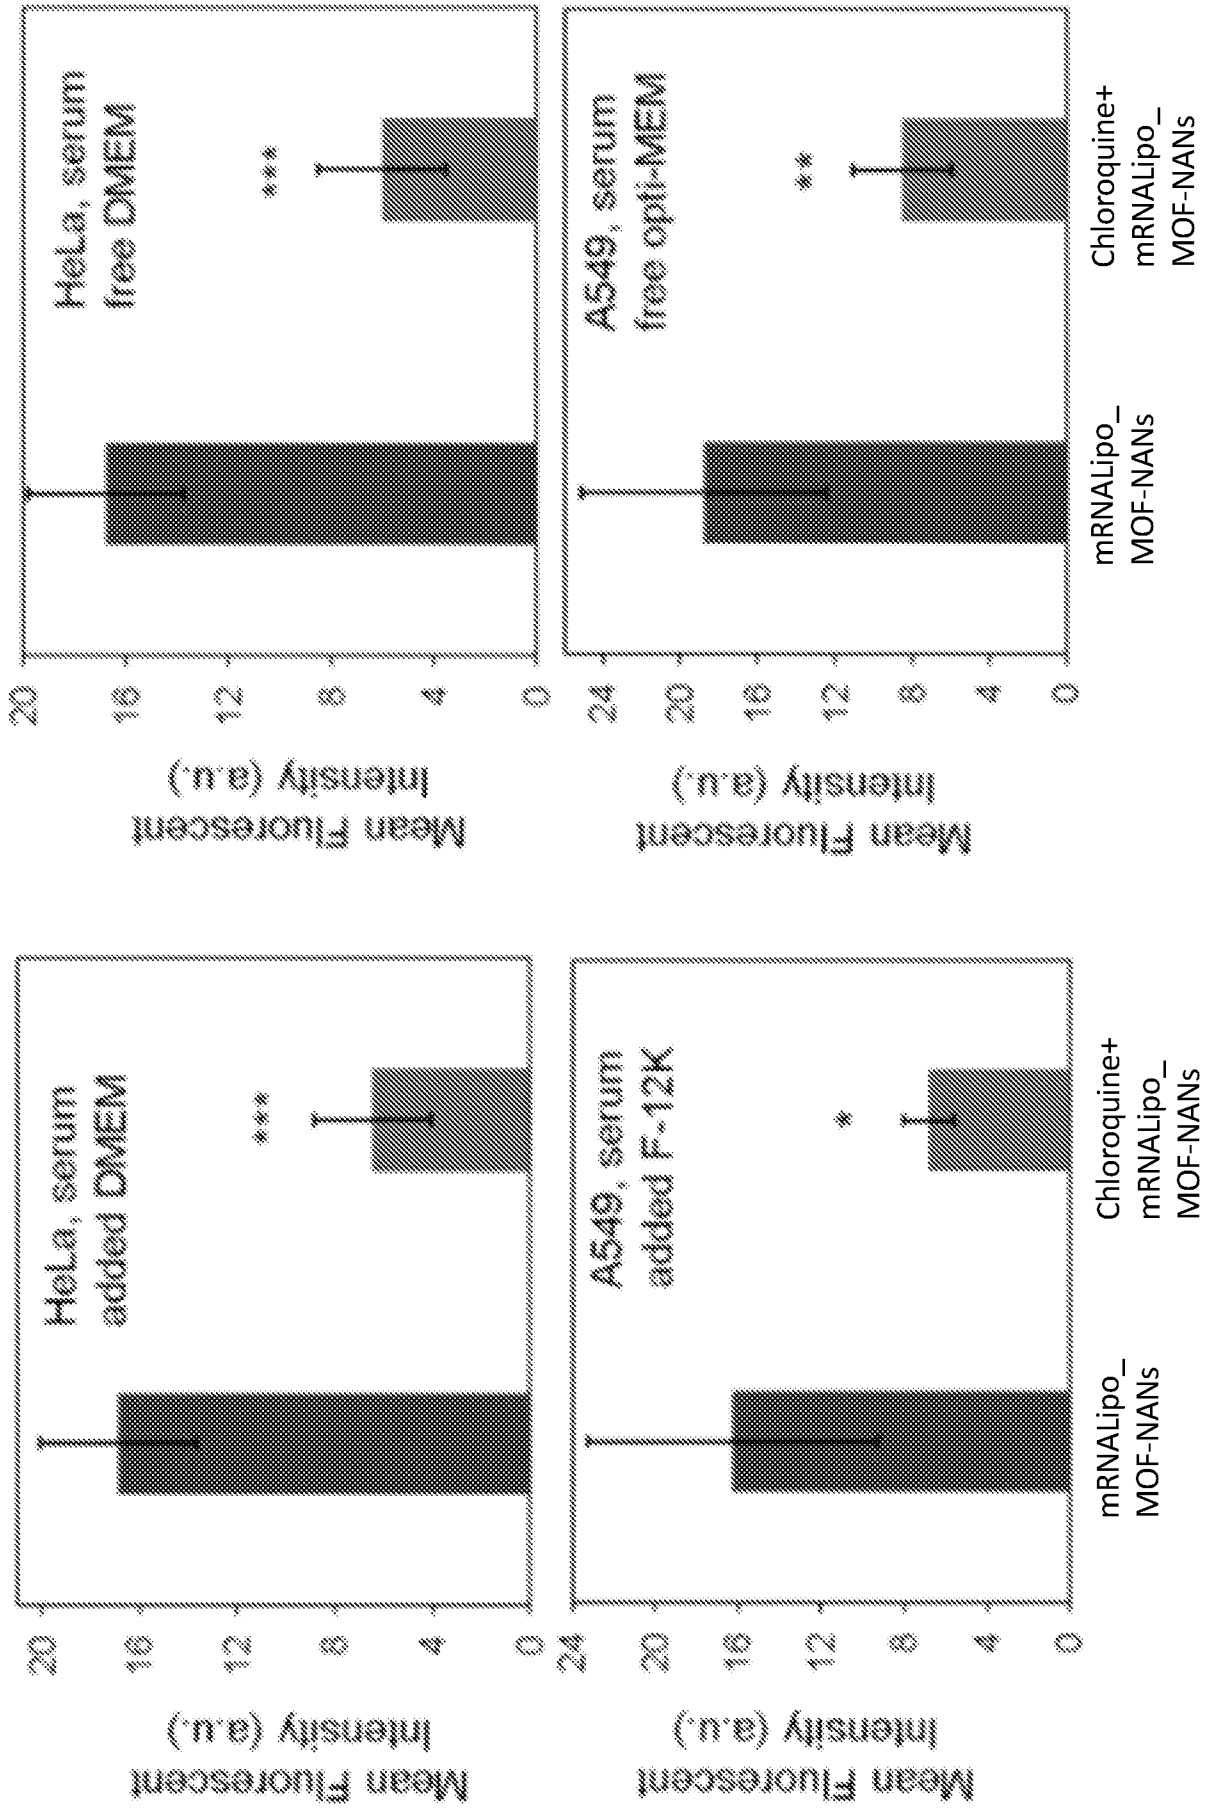 Mean Fluorescent
Intensity (a.u.)
20
16
12
8
4
0
HeLa, serum
added DMEM
***
Mean Fluorescent
Intensity (a.u.)
20
16
12
8
4
0
HeLa, serum
free DMEM
***
Mean Fluorescent
Intensity (a.u.)
24
20
16
12
8
4
0
A549, serum
added F-12K
*
mRNALipo_
MOF-NANs
Chloroquine+
mRNALipo_
MOF-NANs
Mean Fluorescent
Intensity (a.u.)
24
20
16
12
8
4
0
A549, serum
free opti-MEM
**
mRNALipo_
MOF-NANs
Chloroquine+
mRNALipo_
MOF-NANs